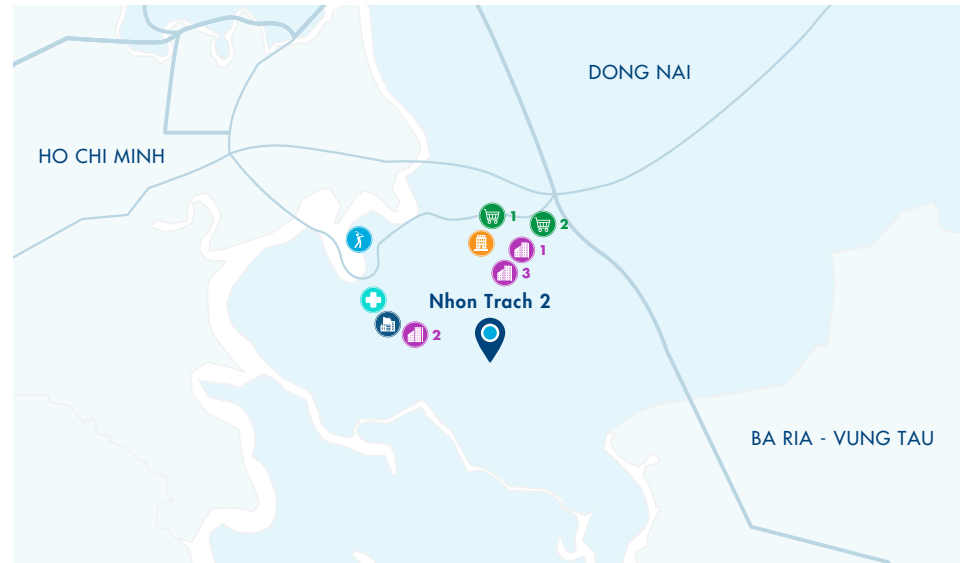 DONG NAI
HO CHI MINH
1
2
1
3
Nhon Trach 2
2
BA RIA - VUNG TAU